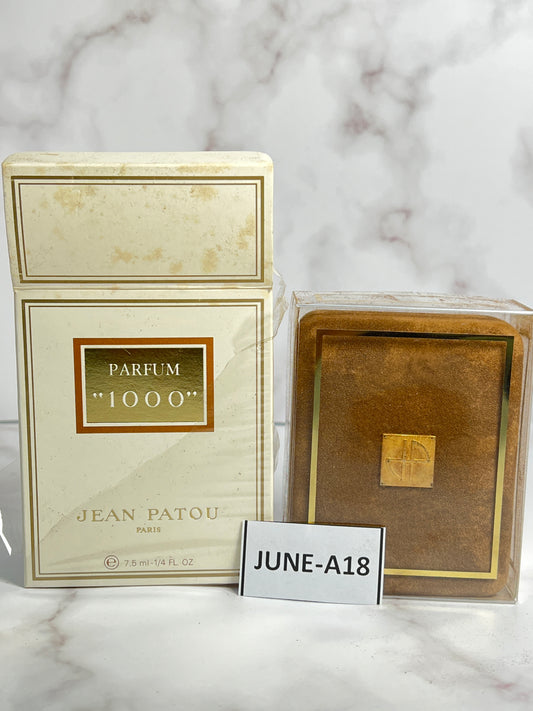 PARFUM
"1000"
JEAN PATOU
PARIS
e 7.5 ml - 1/4 FL. OZ
JUNE-A18